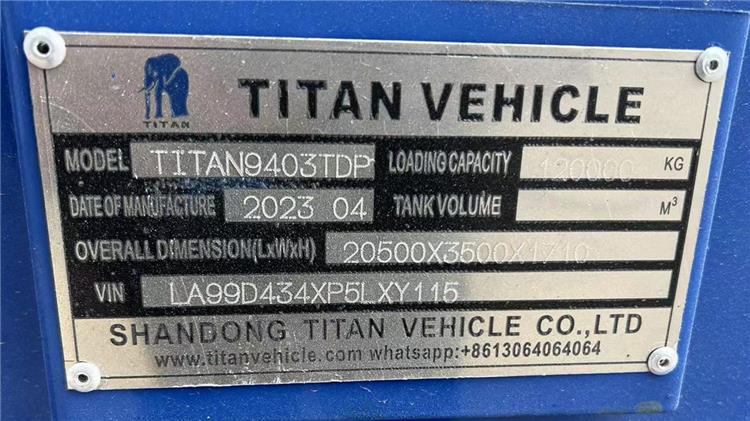 TITAN
TITAN VEHICLE
MODEL TITAN9403TDP LOADING CAPACITY 120000 KG
DATE OF MANUFACTURE 2023 04 TANK VOLUME M³
OVERALL DIMENSION(LxWxH) 20500X3500X1710
VIN LA99D434XP5LXY115
SHANDONG TITAN VEHICLE CO.,LTD
www.titanvehicle.com whatsapp:+8613064064064